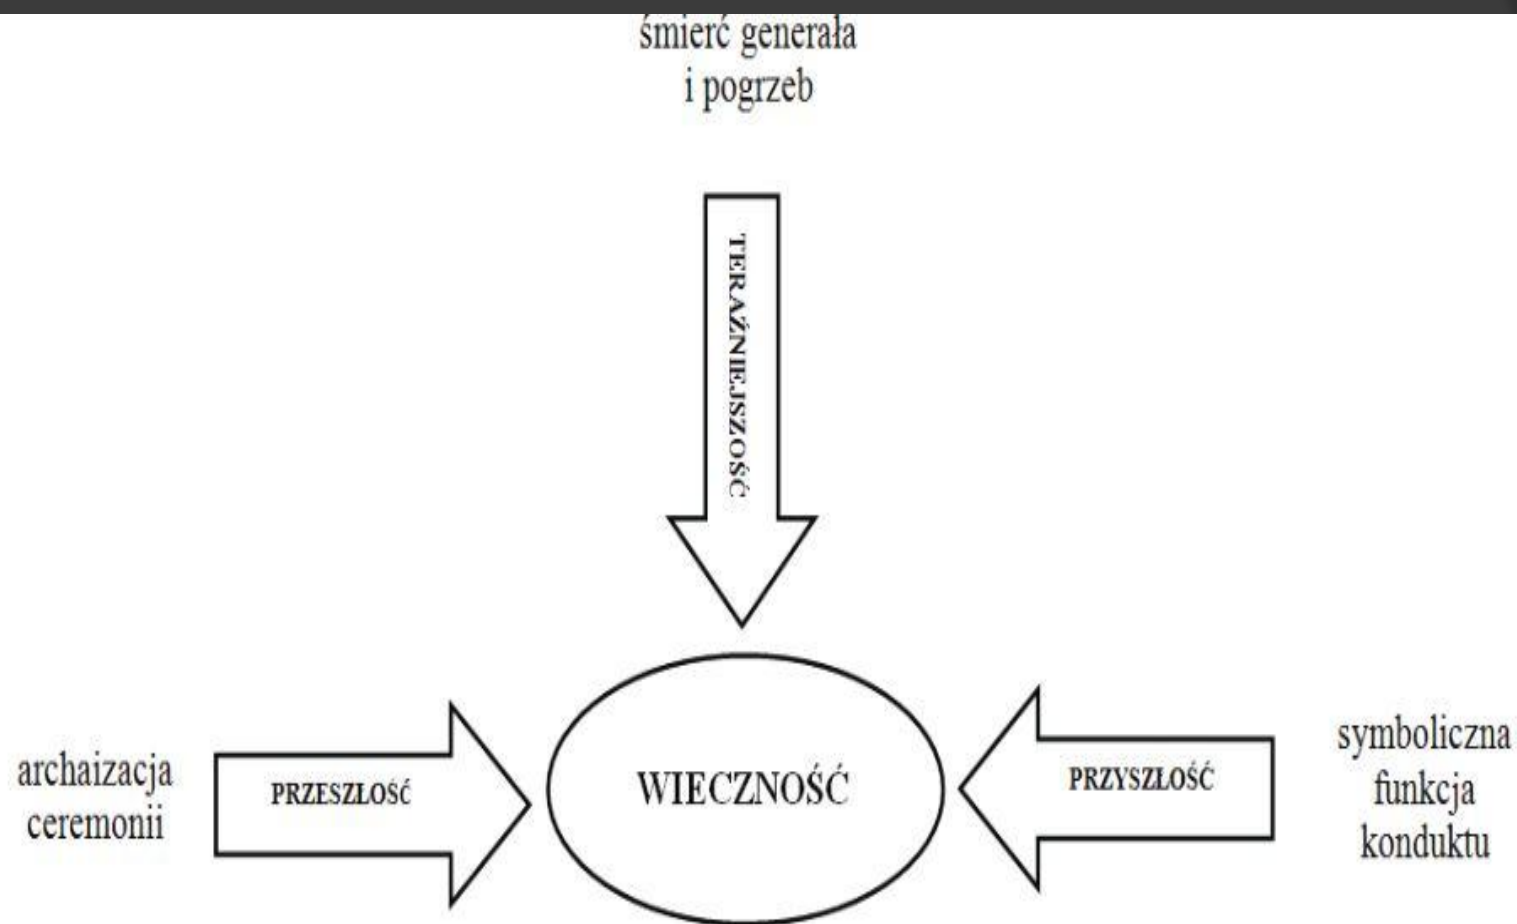 śmierć generała
i pogrzeb
TERAŹNIEJSZOŚĆ
archaizacja
ceremonii
PRZESZŁOŚĆ
WIECZNOŚĆ
PRZYSZŁOŚĆ
symboliczna
funkcja
konduktu